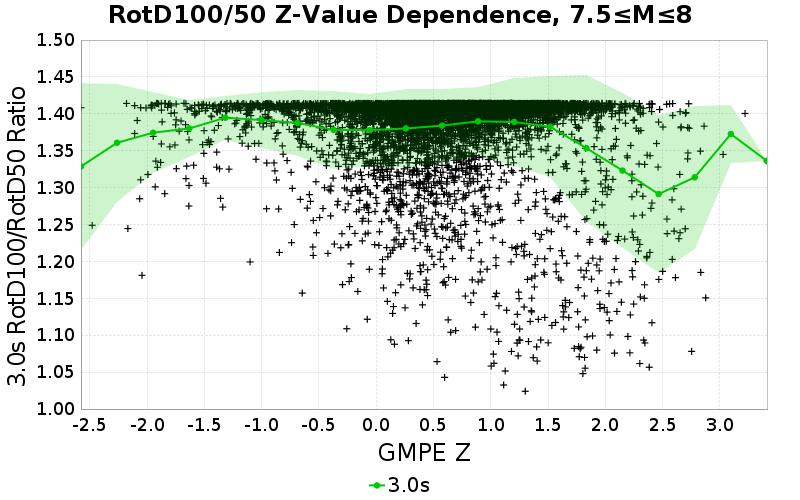 RotD100/50 Z-Value Dependence, 7.5≤M≤8
3.0s RotD100/RotD50 Ratio
1.50
1.45
1.40
1.35
1.30
1.25
1.20
1.15
1.10
1.05
1.00
-2.5 -2.0 -1.5 -1.0 -0.5 0.0 0.5 1.0 1.5 2.0 2.5 3.0
GMPE Z
3.0s